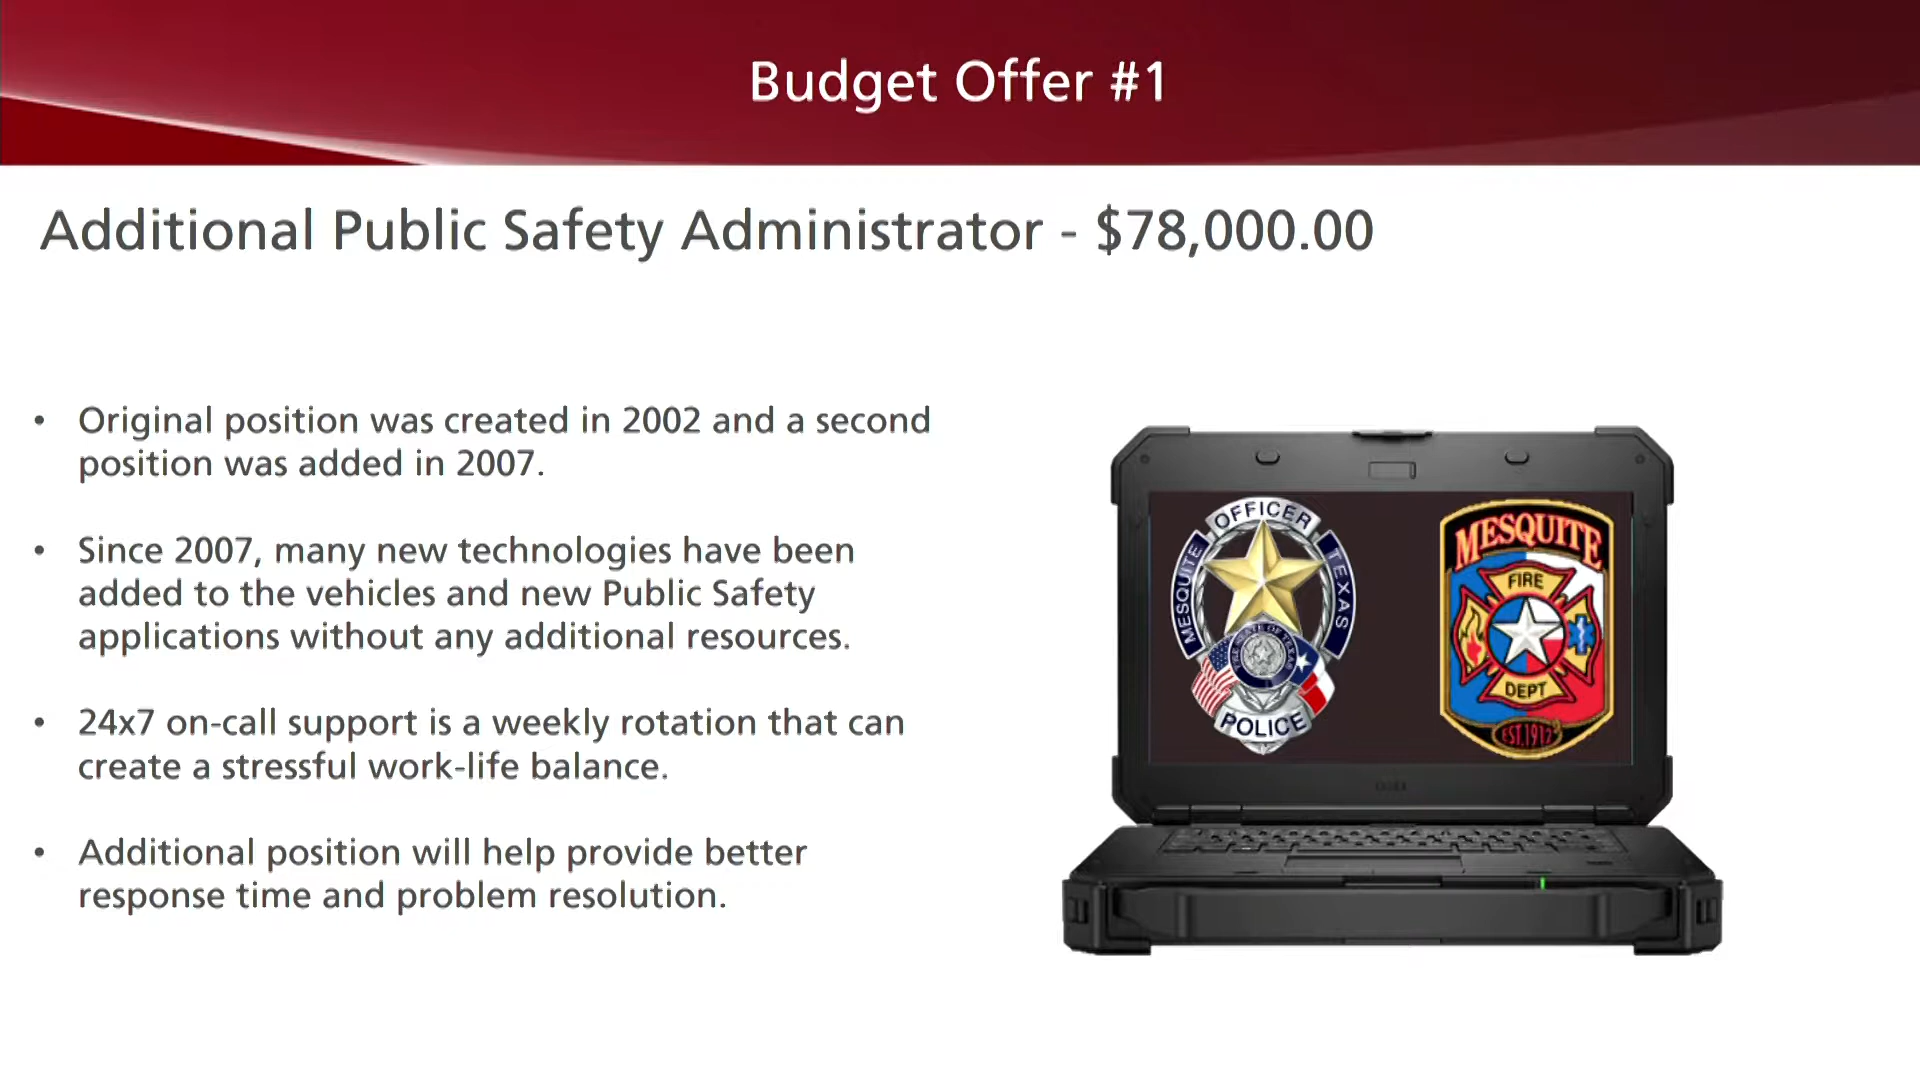 Budget Offer #1
Additional Public Safety Administrator - $78,000.00
• Original position was created in 2002 and a second
position was added in 2007.
• Since 2007, many new technologies have been
added to the vehicles and new Public Safety
applications without any additional resources.
• 24x7 on-call support is a weekly rotation that can
create a stressful work-life balance.
• Additional position will help provide better
response time and problem resolution.
OFFICER
MESQUITE
TEXAS
POLICE
MESQUITE
FIRE
DEPT
EST.1917